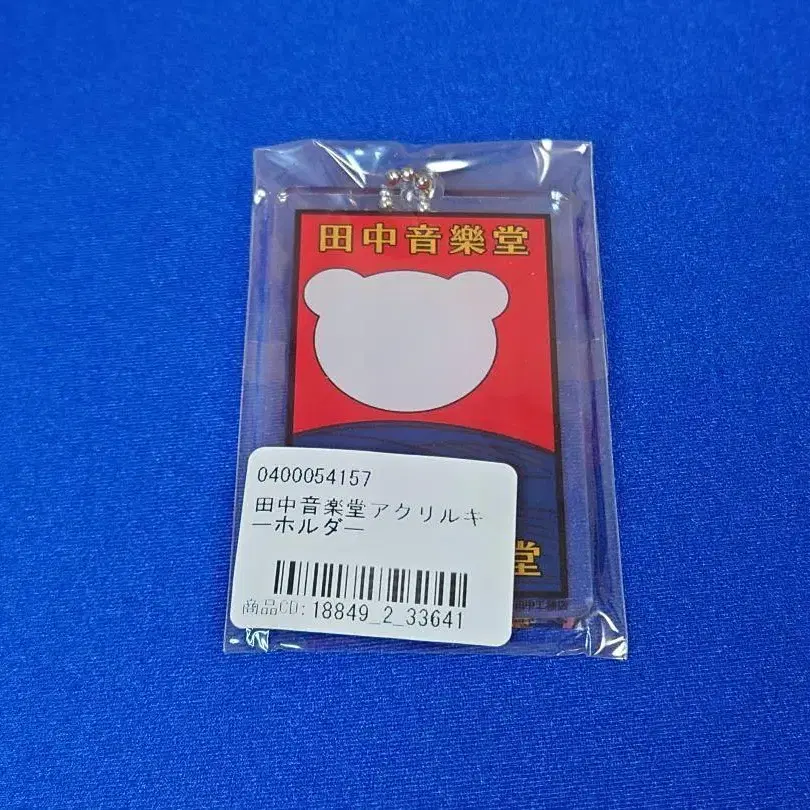 田中音樂堂
0400054157
田中音楽堂アクリルキ
ーホルダー
堂
商品CD:18849_2_33641